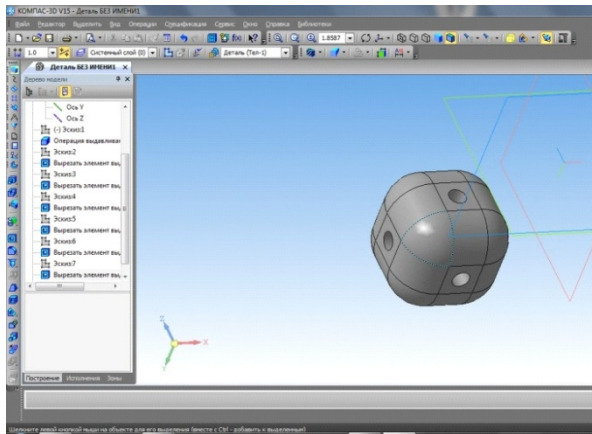 КОМПАС-3D V15 - Деталь БЕЗ ИМЕНИ1
Файл Редактор Выделить Вид Операции Спецификация Сервис Окно Справка Библиотеки
1.8587
1.0 Системный слой (0) Деталь (Тел-1)
Деталь БЕЗ ИМЕНИ1
Дерево модели
Ось Y
Ось Z
(-) Эскиз1
Операция выдавливан
Эскиз2
Вырезать элемент вы
Эскиз3
Вырезать элемент вы
Эскиз4
Вырезать элемент вы
Эскиз5
Вырезать элемент вы
Эскиз6
Вырезать элемент вы
Эскиз7
Вырезать элемент вы
Z
X
Y
Построение Исполнения Зоны
Щелкните левой кнопкой мыши на объекте для его выделения (вместе с Ctrl - добавить к выделенным)